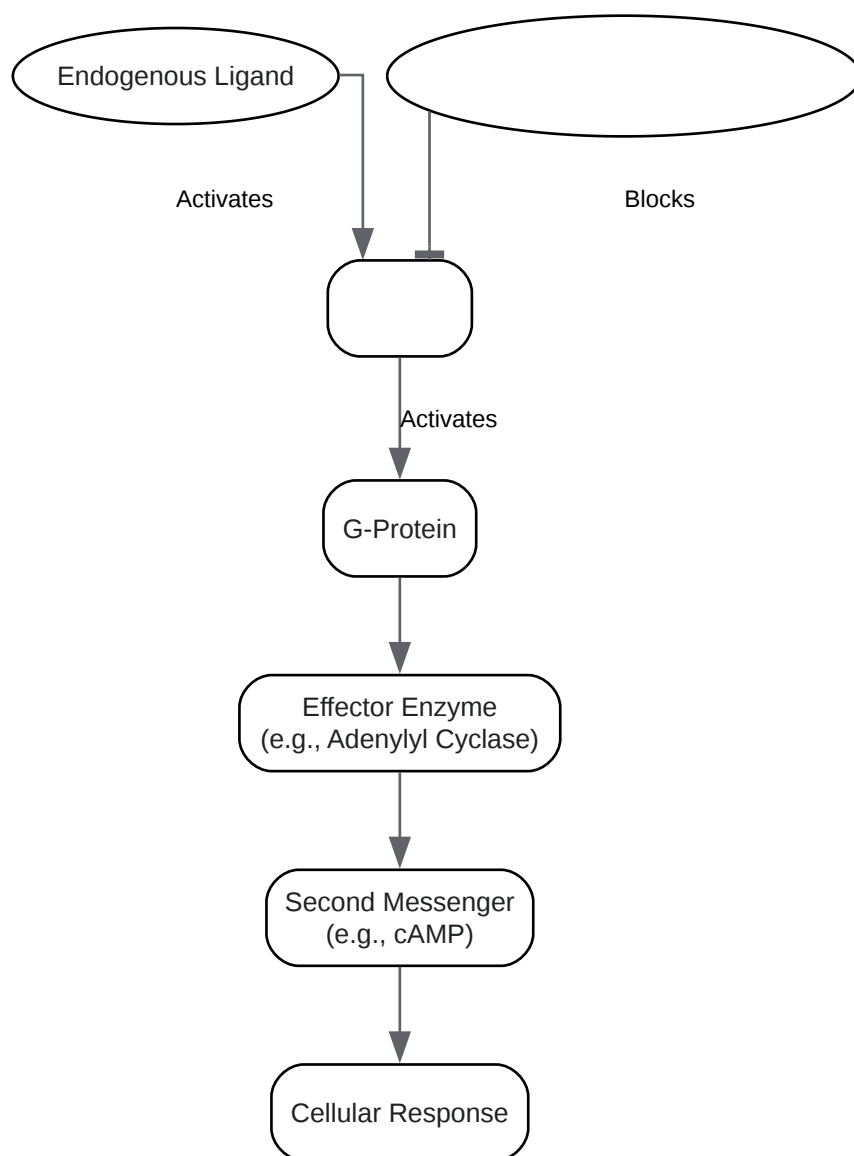 Endogenous Ligand
Activates
Blocks
Activates
G-Protein
Effector Enzyme
(e.g., Adenylyl Cyclase)
Second Messenger
(e.g., cAMP)
Cellular Response